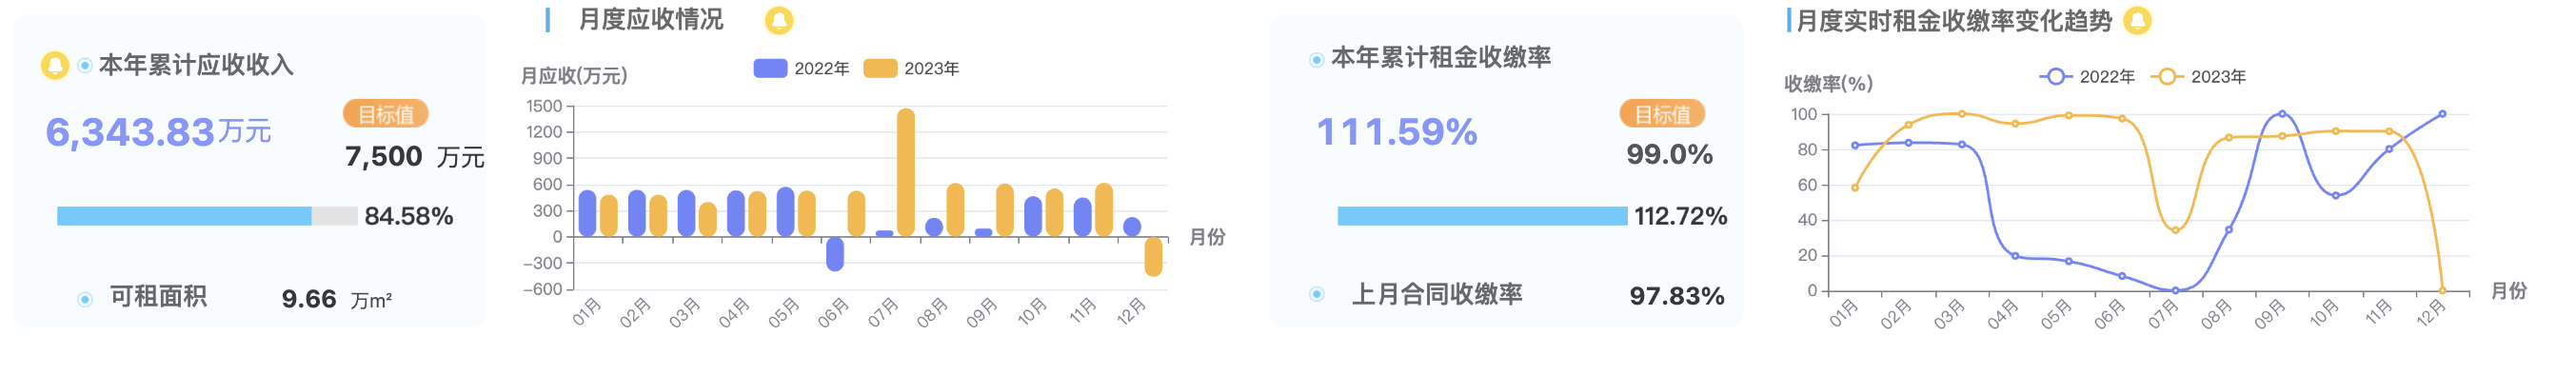 本年累计应收收入
目标值
6,343.83万元
7,500 万元
84.58%
可租面积 9.66 万m²
月度应收情况
月应收(万元)
2022年 2023年
1500
1200
900
600
300
0
-300
-600
01月 02月 03月 04月 05月 06月 07月 08月 09月 10月 11月 12月
月份
本年累计租金收缴率
目标值
111.59%
99.0%
112.72%
上月合同收缴率 97.83%
月度实时租金收缴率变化趋势
收缴率(%)
2022年 2023年
100
80
60
40
20
0
01月 02月 03月 04月 05月 06月 07月 08月 09月 10月 11月 12月
月份